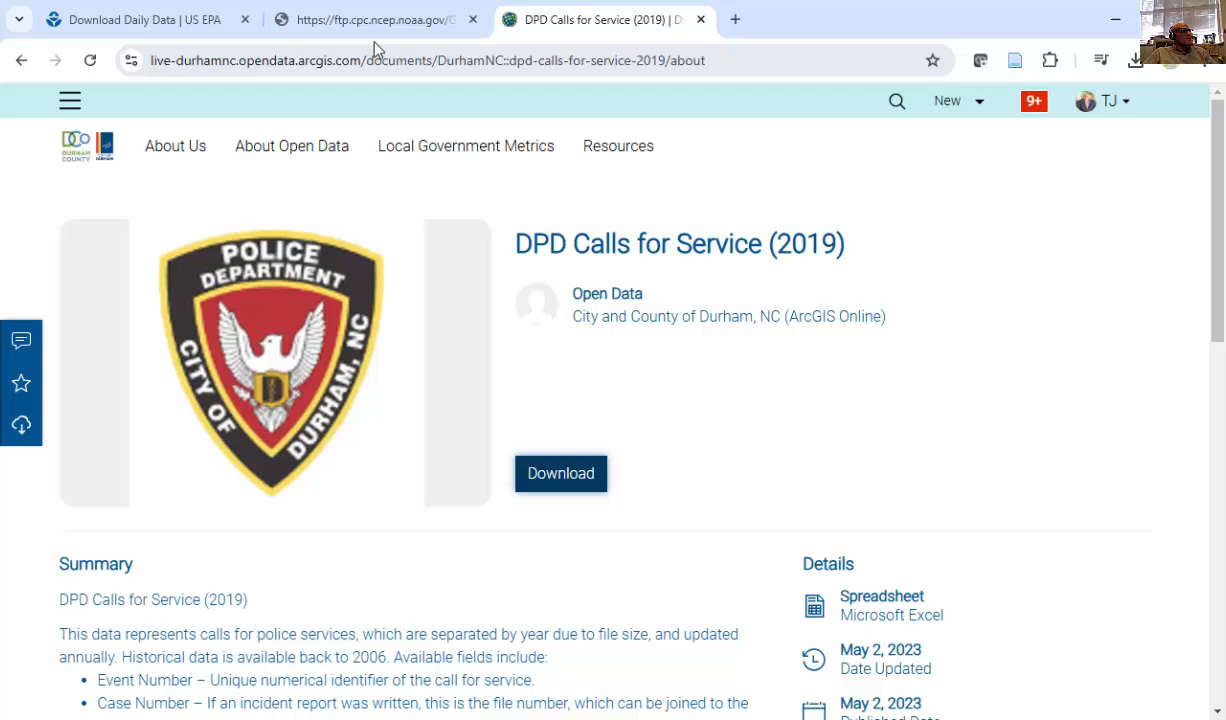 Download Daily Data | US EPA
https://ftp.cpc.ncep.noaa.gov/G
DPD Calls for Service (2019) | D
live-durhamnc.opendata.arcgis.com/documents/DurhamNC::dpd-calls-for-service-2019/about
New
9+
TJ
DCO
DURHAM
COUNTY
About Us
About Open Data
Local Government Metrics
Resources
POLICE
DEPARTMENT
CITY OF
DURHAM, NC
D
DPD Calls for Service (2019)
Open Data
City and County of Durham, NC (ArcGIS Online)
Download
Summary
DPD Calls for Service (2019)
This data represents calls for police services, which are separated by year due to file size, and updated
annually. Historical data is available back to 2006. Available fields include:
• Event Number – Unique numerical identifier of the call for service.
• Case Number – If an incident report was written, this is the file number, which can be joined to the
Details
Spreadsheet
Microsoft Excel
May 2, 2023
Date Updated
May 2, 2023
Published Date